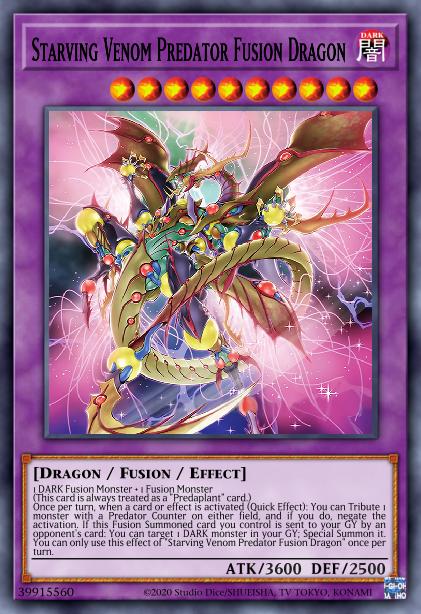 STARVING VENOM PREDATOR FUSION DRAGON
DARK
闇
[DRAGON / FUSION / EFFECT]
1 DARK Fusion Monster + 1 Fusion Monster
(This card is always treated as a "Predaplant" card.)
Once per turn, when a card or effect is activated (Quick Effect): You can Tribute 1
monster with a Predator Counter on either field, and if you do, negate the
activation. If this Fusion Summoned card you control is sent to your GY by an
opponent's card: You can target 1 DARK monster in your GY; Special Summon it.
You can only use this effect of "Starving Venom Predator Fusion Dragon" once per
turn.
ATK/3600 DEF/2500
39915560
©2020 Studio Dice/SHUEISHA, TV TOKYO, KONAMI